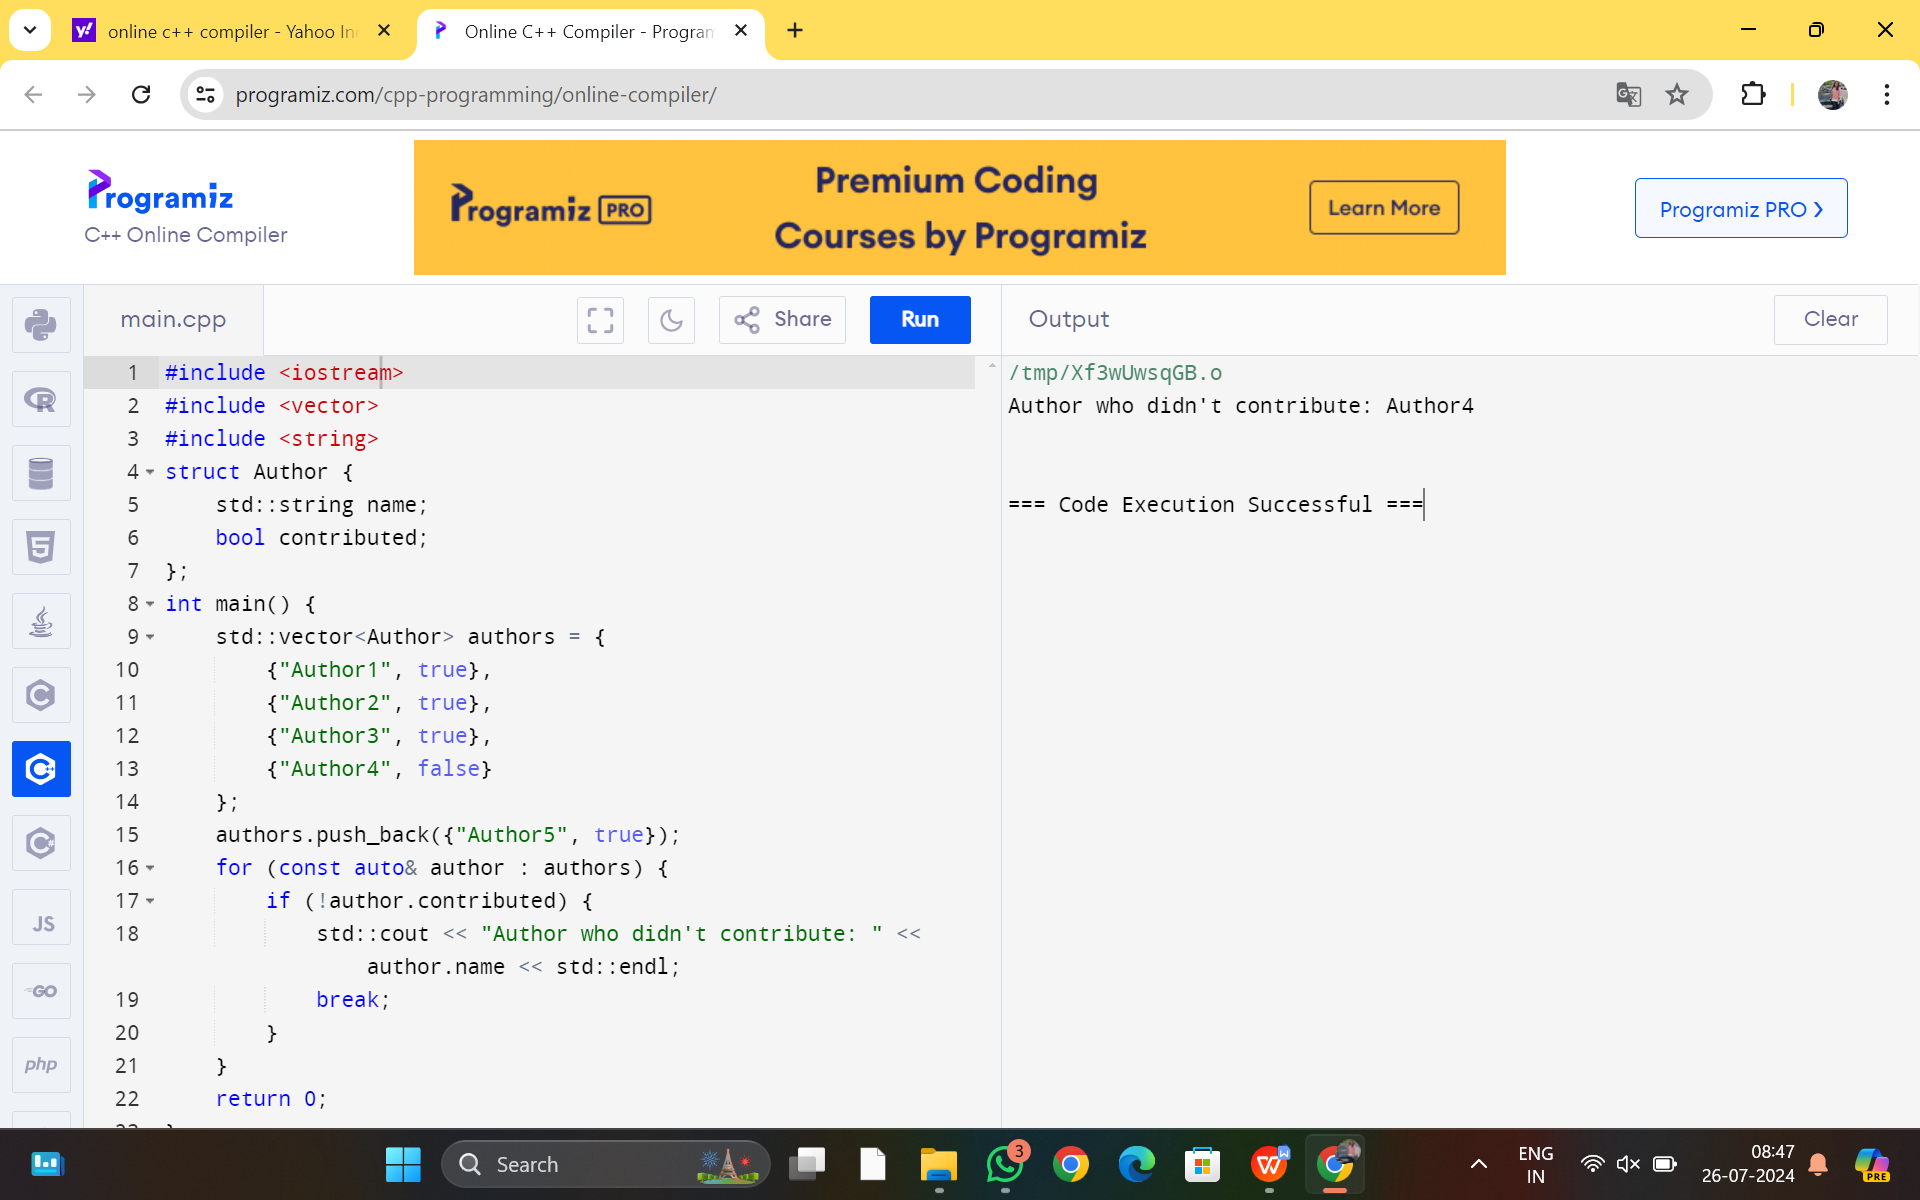 online c++ compiler - Yahoo In
Online C++ Compiler - Program
programiz.com/cpp-programming/online-compiler/
Programiz
C++ Online Compiler
Programiz PRO
Premium Coding
Courses by Programiz
Learn More
Programiz PRO
main.cpp
Share
Run
Output
Clear
1 #include <iostream>
2 #include <vector>
3 #include <string>
4 struct Author {
5 std::string name;
6 bool contributed;
7 };
8 int main() {
9 std::vector<Author> authors = {
10 {"Author1", true},
11 {"Author2", true},
12 {"Author3", true},
13 {"Author4", false}
14 };
15 authors.push_back({"Author5", true});
16 for (const auto& author : authors) {
17 if (!author.contributed) {
18 std::cout << "Author who didn't contribute: " <<
author.name << std::endl;
19 break;
20 }
21 }
22 return 0;
/tmp/Xf3wUwsqGB.o
Author who didn't contribute: Author4
=== Code Execution Successful ===
JS
GO
php
Search
3
ENG
IN
08:47
26-07-2024
PRE